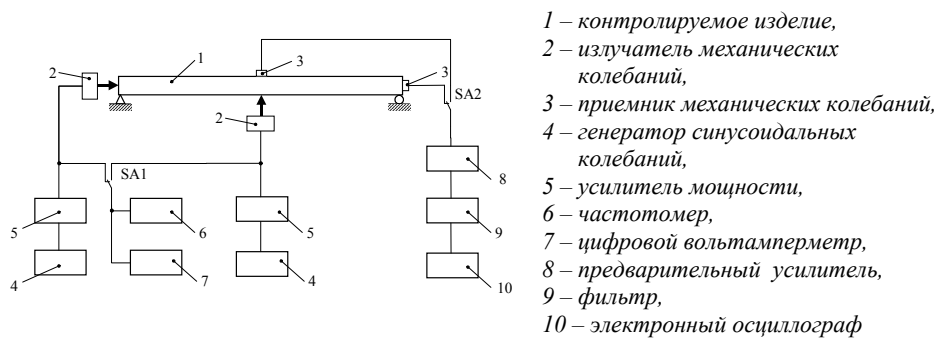 1
2
3
3
SA2
2
SA1
8
5
6
5
9
4
7
4
10
1 – контролируемое изделие,
2 – излучатель механических
колебаний,
3 – приемник механических колебаний,
4 – генератор синусоидальных
колебаний,
5 – усилитель мощности,
6 – частотомер,
7 – цифровой вольтамперметр,
8 – предварительный усилитель,
9 – фильтр,
10 – электронный осциллограф